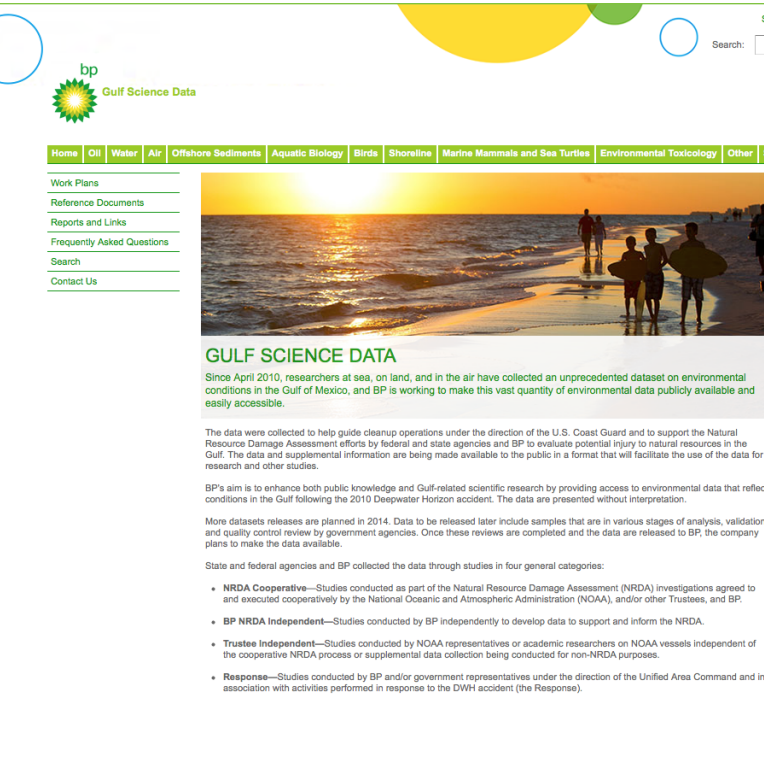 S
Search:
bp
Gulf Science Data
Home Oil Water Air Offshore Sediments Aquatic Biology Birds Shoreline Marine Mammals and Sea Turtles Environmental Toxicology Other
Work Plans
Reference Documents
Reports and Links
Frequently Asked Questions
Search
Contact Us
GULF SCIENCE DATA
Since April 2010, researchers at sea, on land, and in the air have collected an unprecedented dataset on environmental
conditions in the Gulf of Mexico, and BP is working to make this vast quantity of environmental data publicly available and
easily accessible.
The data were collected to help guide cleanup operations under the direction of the U.S. Coast Guard and to support the Natural
Resource Damage Assessment efforts by federal and state agencies and BP to evaluate potential injury to natural resources in the
Gulf. The data and supplemental information are being made available to the public in a format that will facilitate the use of the data for
research and other studies.
BP's aim is to enhance both public knowledge and Gulf-related scientific research by providing access to environmental data that reflec
conditions in the Gulf following the 2010 Deepwater Horizon accident. The data are presented without interpretation.
More datasets releases are planned in 2014. Data to be released later include samples that are in various stages of analysis, validation
and quality control review by government agencies. Once these reviews are completed and the data are released to BP, the company
plans to make the data available.
State and federal agencies and BP collected the data through studies in four general categories:
• NRDA Cooperative—Studies conducted as part of the Natural Resource Damage Assessment (NRDA) investigations agreed to
and executed cooperatively by the National Oceanic and Atmospheric Administration (NOAA), and/or other Trustees, and BP.
• BP NRDA Independent—Studies conducted by BP independently to develop data to support and inform the NRDA.
• Trustee Independent—Studies conducted by NOAA representatives or academic researchers on NOAA vessels independent of
the cooperative NRDA process or supplemental data collection being conducted for non-NRDA purposes.
• Response—Studies conducted by BP and/or government representatives under the direction of the Unified Area Command and in
association with activities performed in response to the DWH accident (the Response).